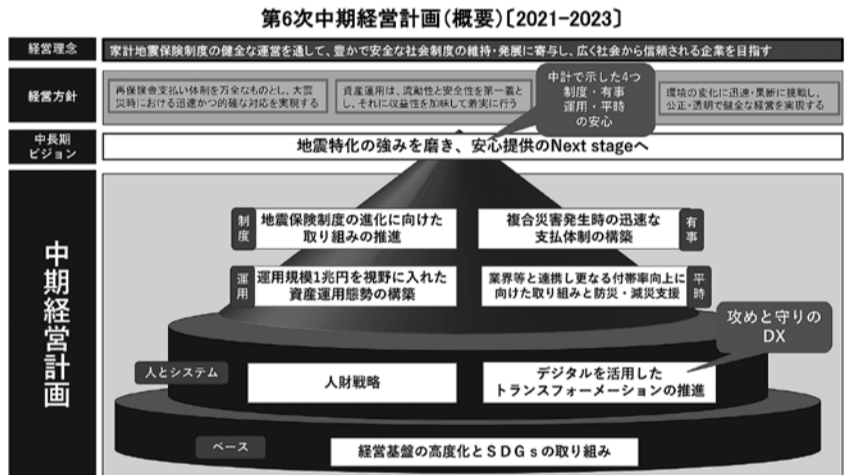 第6次中期経営計画（概要）〔2021-2023〕
経営理念
家計地震保険制度の健全な運営を通して、豊かで安全な社会制度の維持・発展に寄与し、広く社会から信頼される企業を目指す
経営方針
再保険金支払い体制を万全なものとし、大震
災時における迅速かつ的確な対応を実現する
資産運用は、流動性と安全性を第一義と
し、それに収益性を加味して着実に行う
中計で示した4つ
制度・有事
運用・平時
の安心
環境の変化に迅速・果断に挑戦し、
公正・透明で健全な経営を実現する
中長期
ビジョン
地震特化の強みを磨き、安心提供のNext stageへ
中期経営計画
制度
地震保険制度の進化に向けた
取り組みの推進
複合災害発生時の迅速な
支払体制の構築
有事
運用
運用規模1兆円を視野に入れた
資産運用態勢の構築
業界等と連携し更なる付帯率向上に
向けた取り組みと防災・減災支援
平時
攻めと守りの
DX
人とシステム
人財戦略
デジタルを活用した
トランスフォーメーションの推進
ベース
経営基盤の高度化とSDGsの取り組み